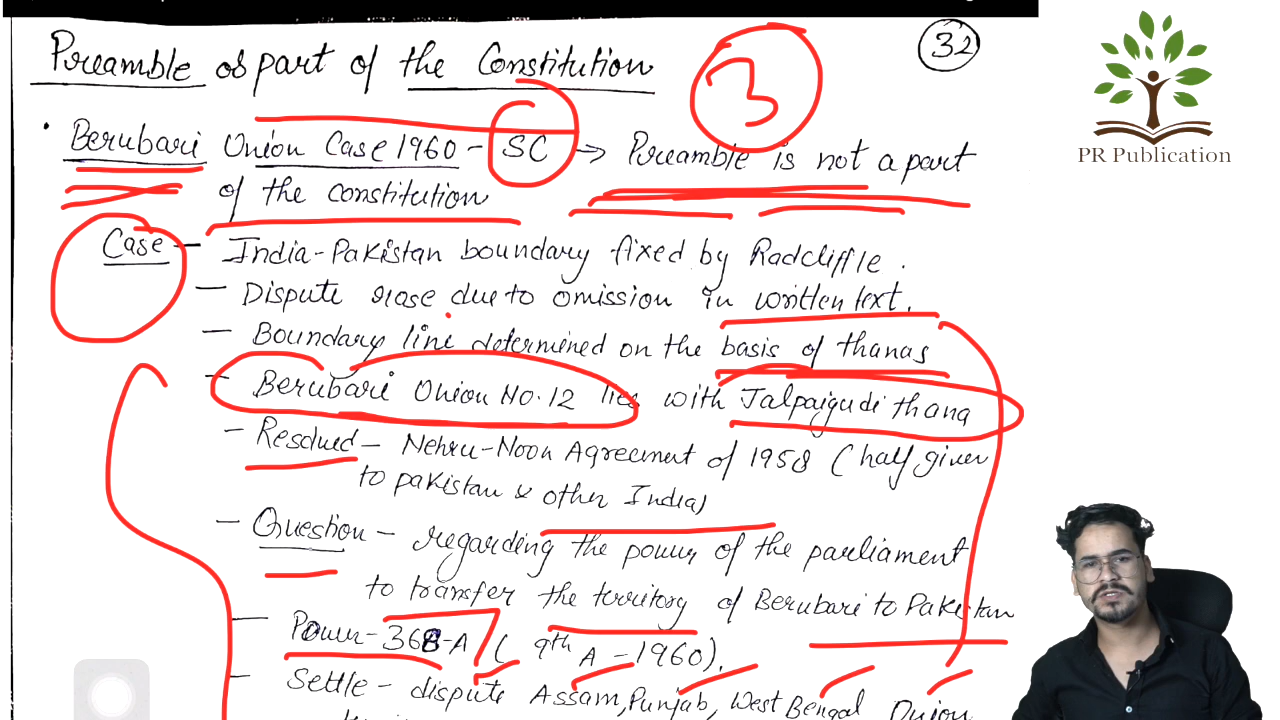 Preamble as part of the Constitution
3
32
PR Publication
• Berubari Union Case 1960 - SC → Preamble is not a part
of the constitution
Case - India-Pakistan boundary fixed by Radcliffle.
- Dispute arose due to omission in written text.
- Boundary line determined on the basis of thanas
- Berubari Union No. 12 lies with Jalpaigudi thana
- Resolued - Nehru-Noon Agreement of 1958 (half given
to pakistan & other India)
- Question - regarding the power of the parliament
to transfer the territory of Berubari to Pakistan
- Power - 368-A ( 9th A - 1960).
- Settle - dispute Assam, Punjab, West Bengal Union